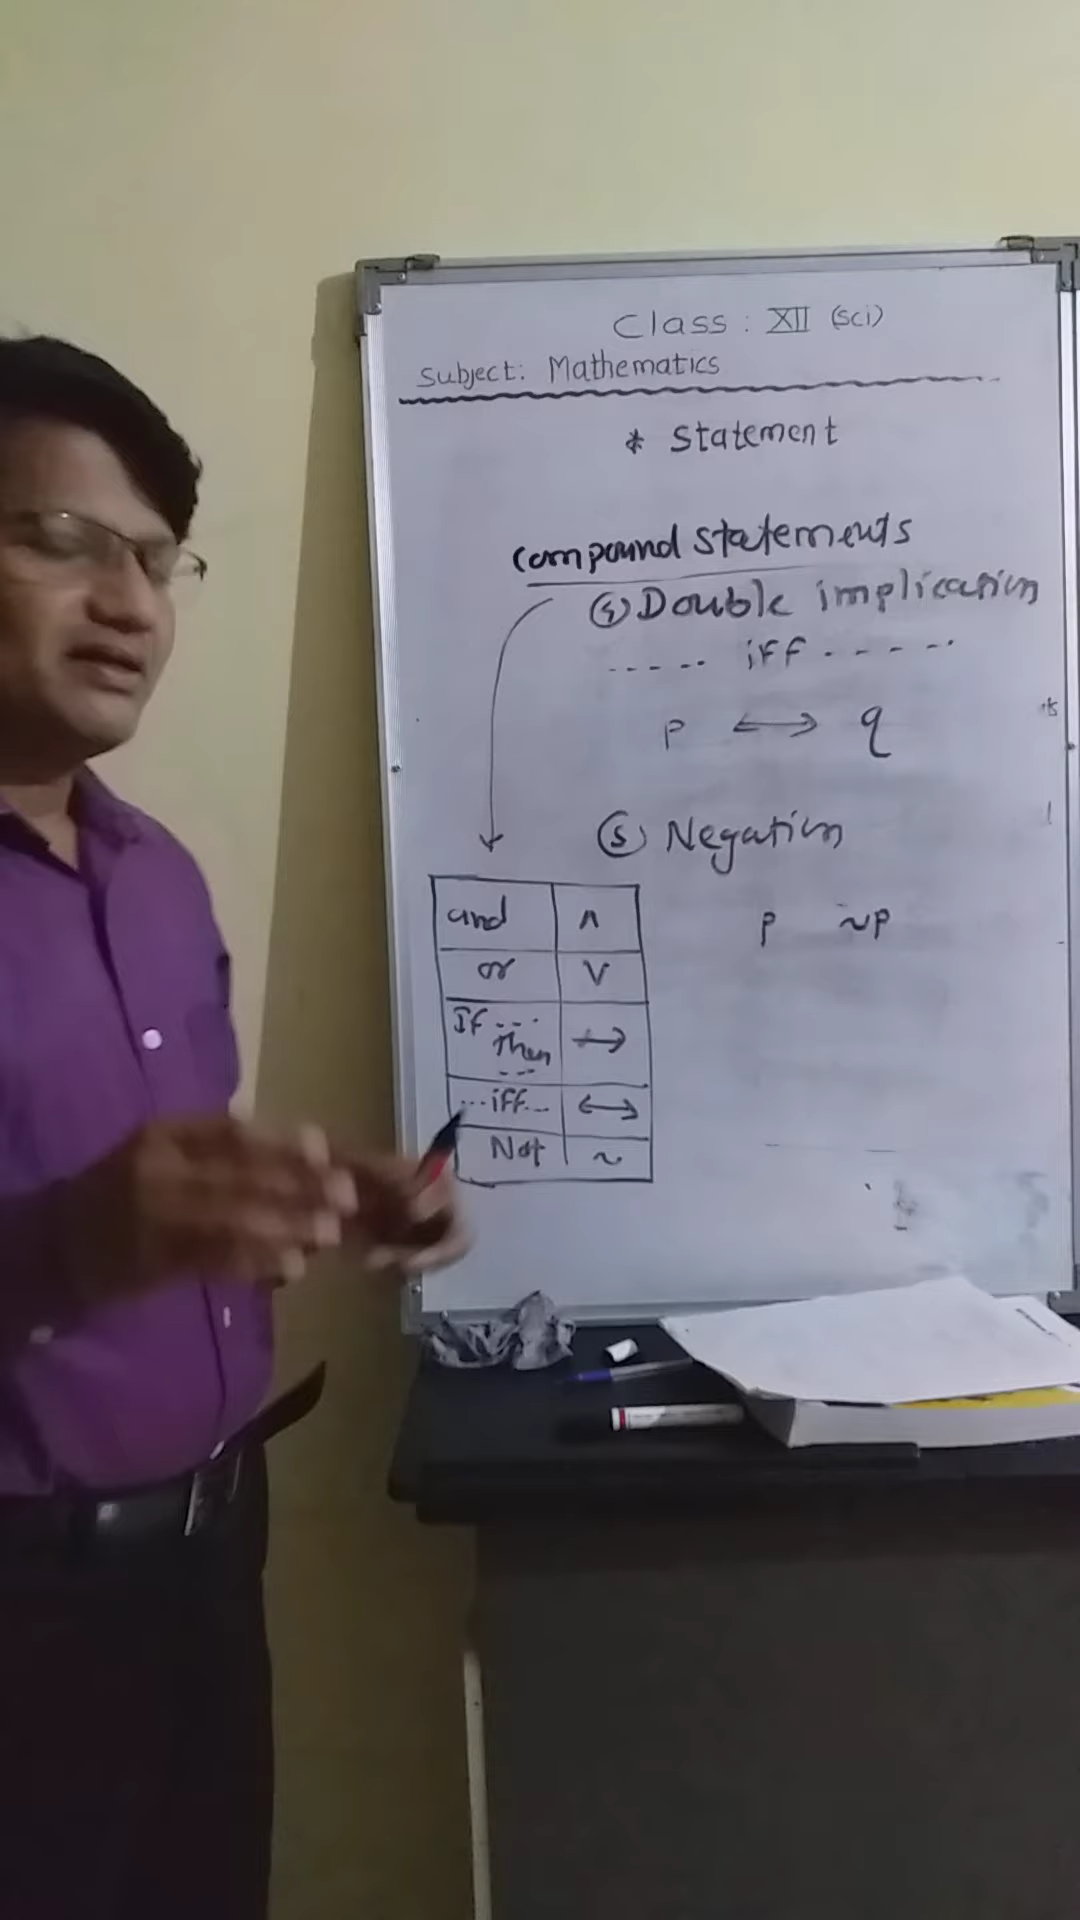 Class : XII (Sci)
Subject: Mathematics
* Statement
Compound Statements
④ Double implication
..... iff .....
p ↔ q
⑤ Negation
p ~p
and ∧
or ∨
If ... Then ... →
... iff ... ↔
Not ~